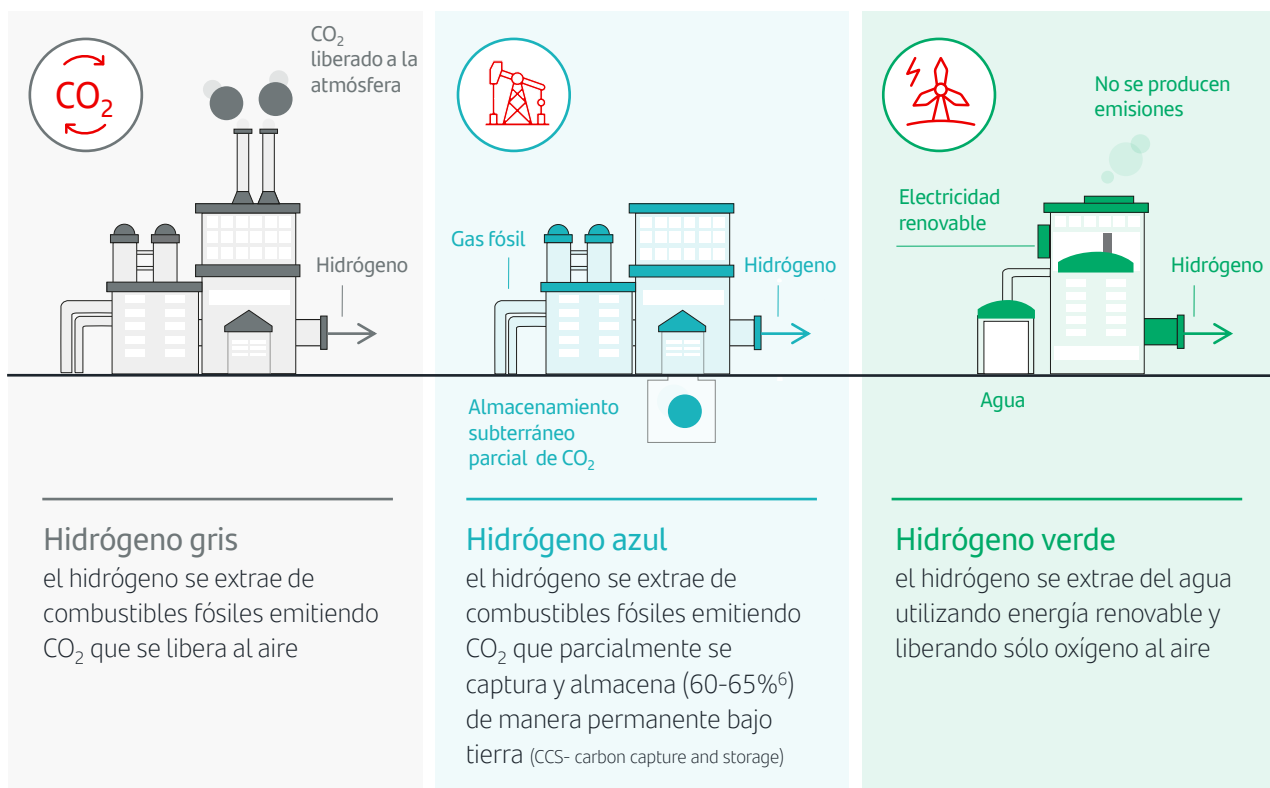 CO₂
CO₂
liberado a la
atmósfera
Hidrógeno
Hidrógeno gris
el hidrógeno se extrae de
combustibles fósiles emitiendo
CO₂ que se libera al aire
Gas fósil
Hidrógeno
Almacenamiento
subterráneo
parcial de CO₂
Hidrógeno azul
el hidrógeno se extrae de
combustibles fósiles emitiendo
CO₂ que parcialmente se
captura y almacena (60-65%⁶)
de manera permanente bajo
tierra (CCS- carbon capture and storage)
No se producen
emisiones
Electricidad
renovable
Hidrógeno
Agua
Hidrógeno verde
el hidrógeno se extrae del agua
utilizando energía renovable y
liberando sólo oxígeno al aire